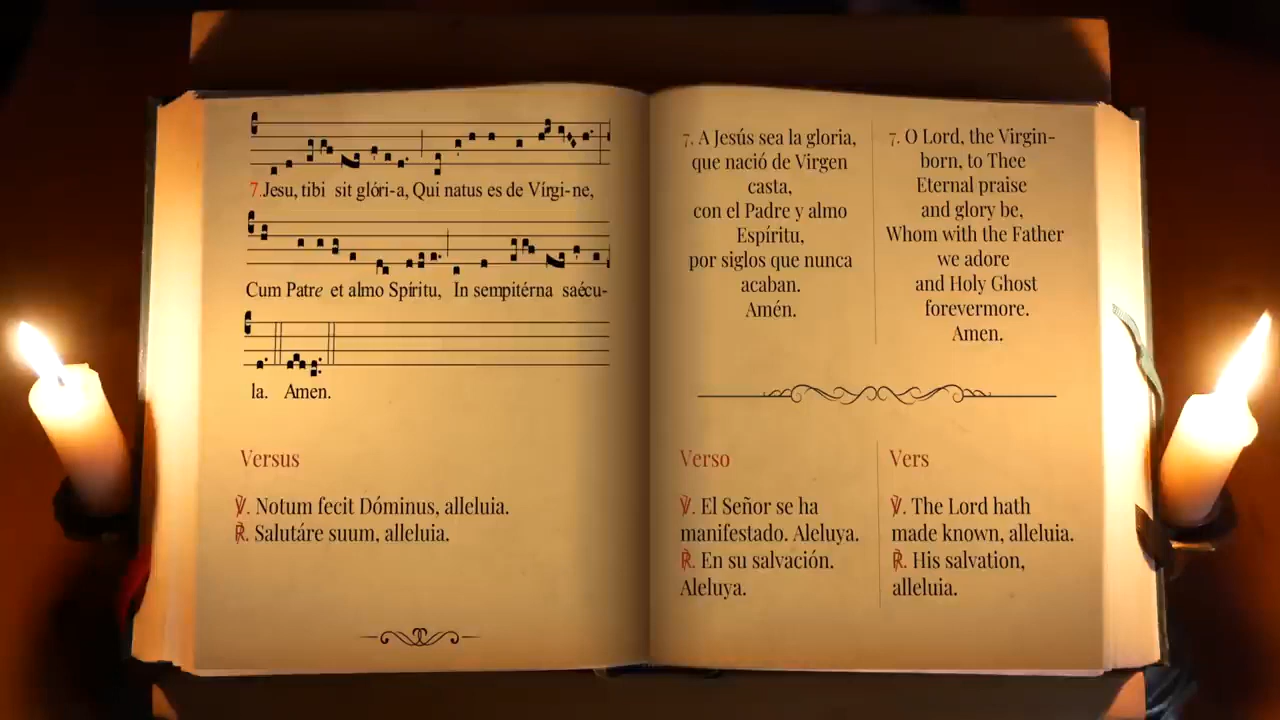 7. Jesu, tibi sit glóri-a, Qui natus es de Vírgi-ne,
Cum Patre et almo Spíritu, In sempitérna saécu-
la. Amen.
Versus
℣. Notum fecit Dóminus, alleluia.
℟. Salutáre suum, alleluia.
7. A Jesús sea la gloria,
que nació de Virgen
casta,
con el Padre y almo
Espíritu,
por siglos que nunca
acaban.
Amén.
7. O Lord, the Virgin-
born, to Thee
Eternal praise
and glory be,
Whom with the Father
we adore
and Holy Ghost
forevermore.
Amen.
Verso
℣. El Señor se ha
manifestado. Aleluya.
℟. En su salvación.
Aleluya.
Vers
℣. The Lord hath
made known, alleluia.
℟. His salvation,
alleluia.